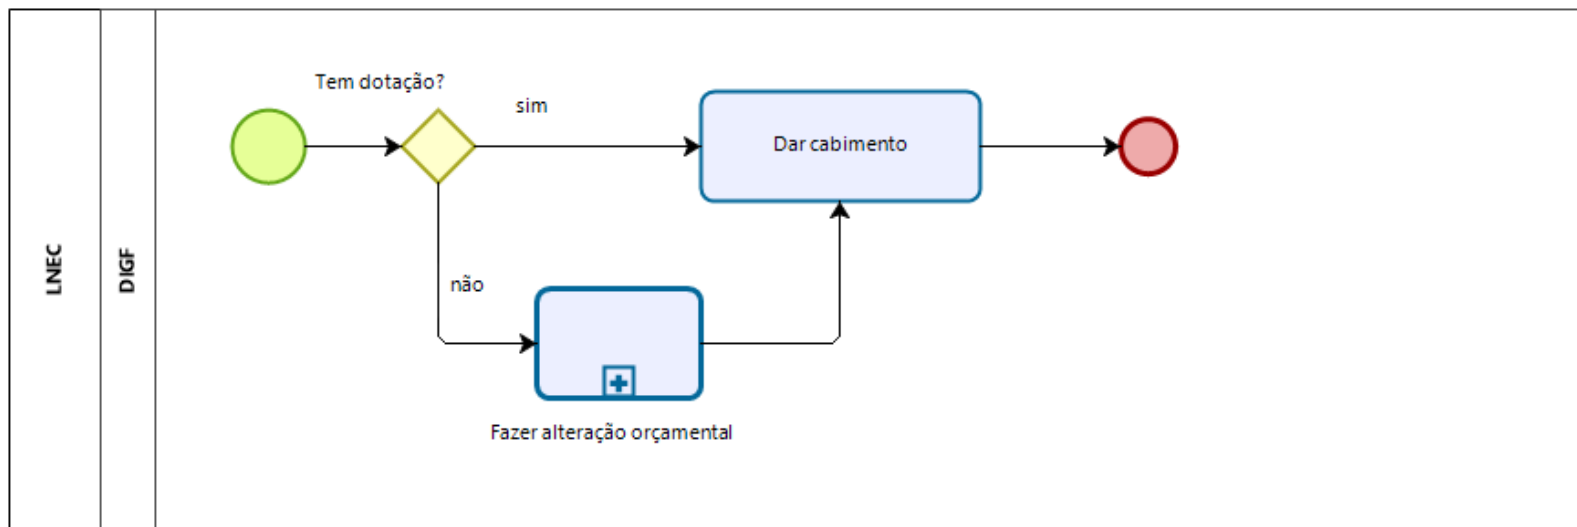 LNEC
DIGF
Tem dotação?
sim
Dar cabimento
não
Fazer alteração orçamental